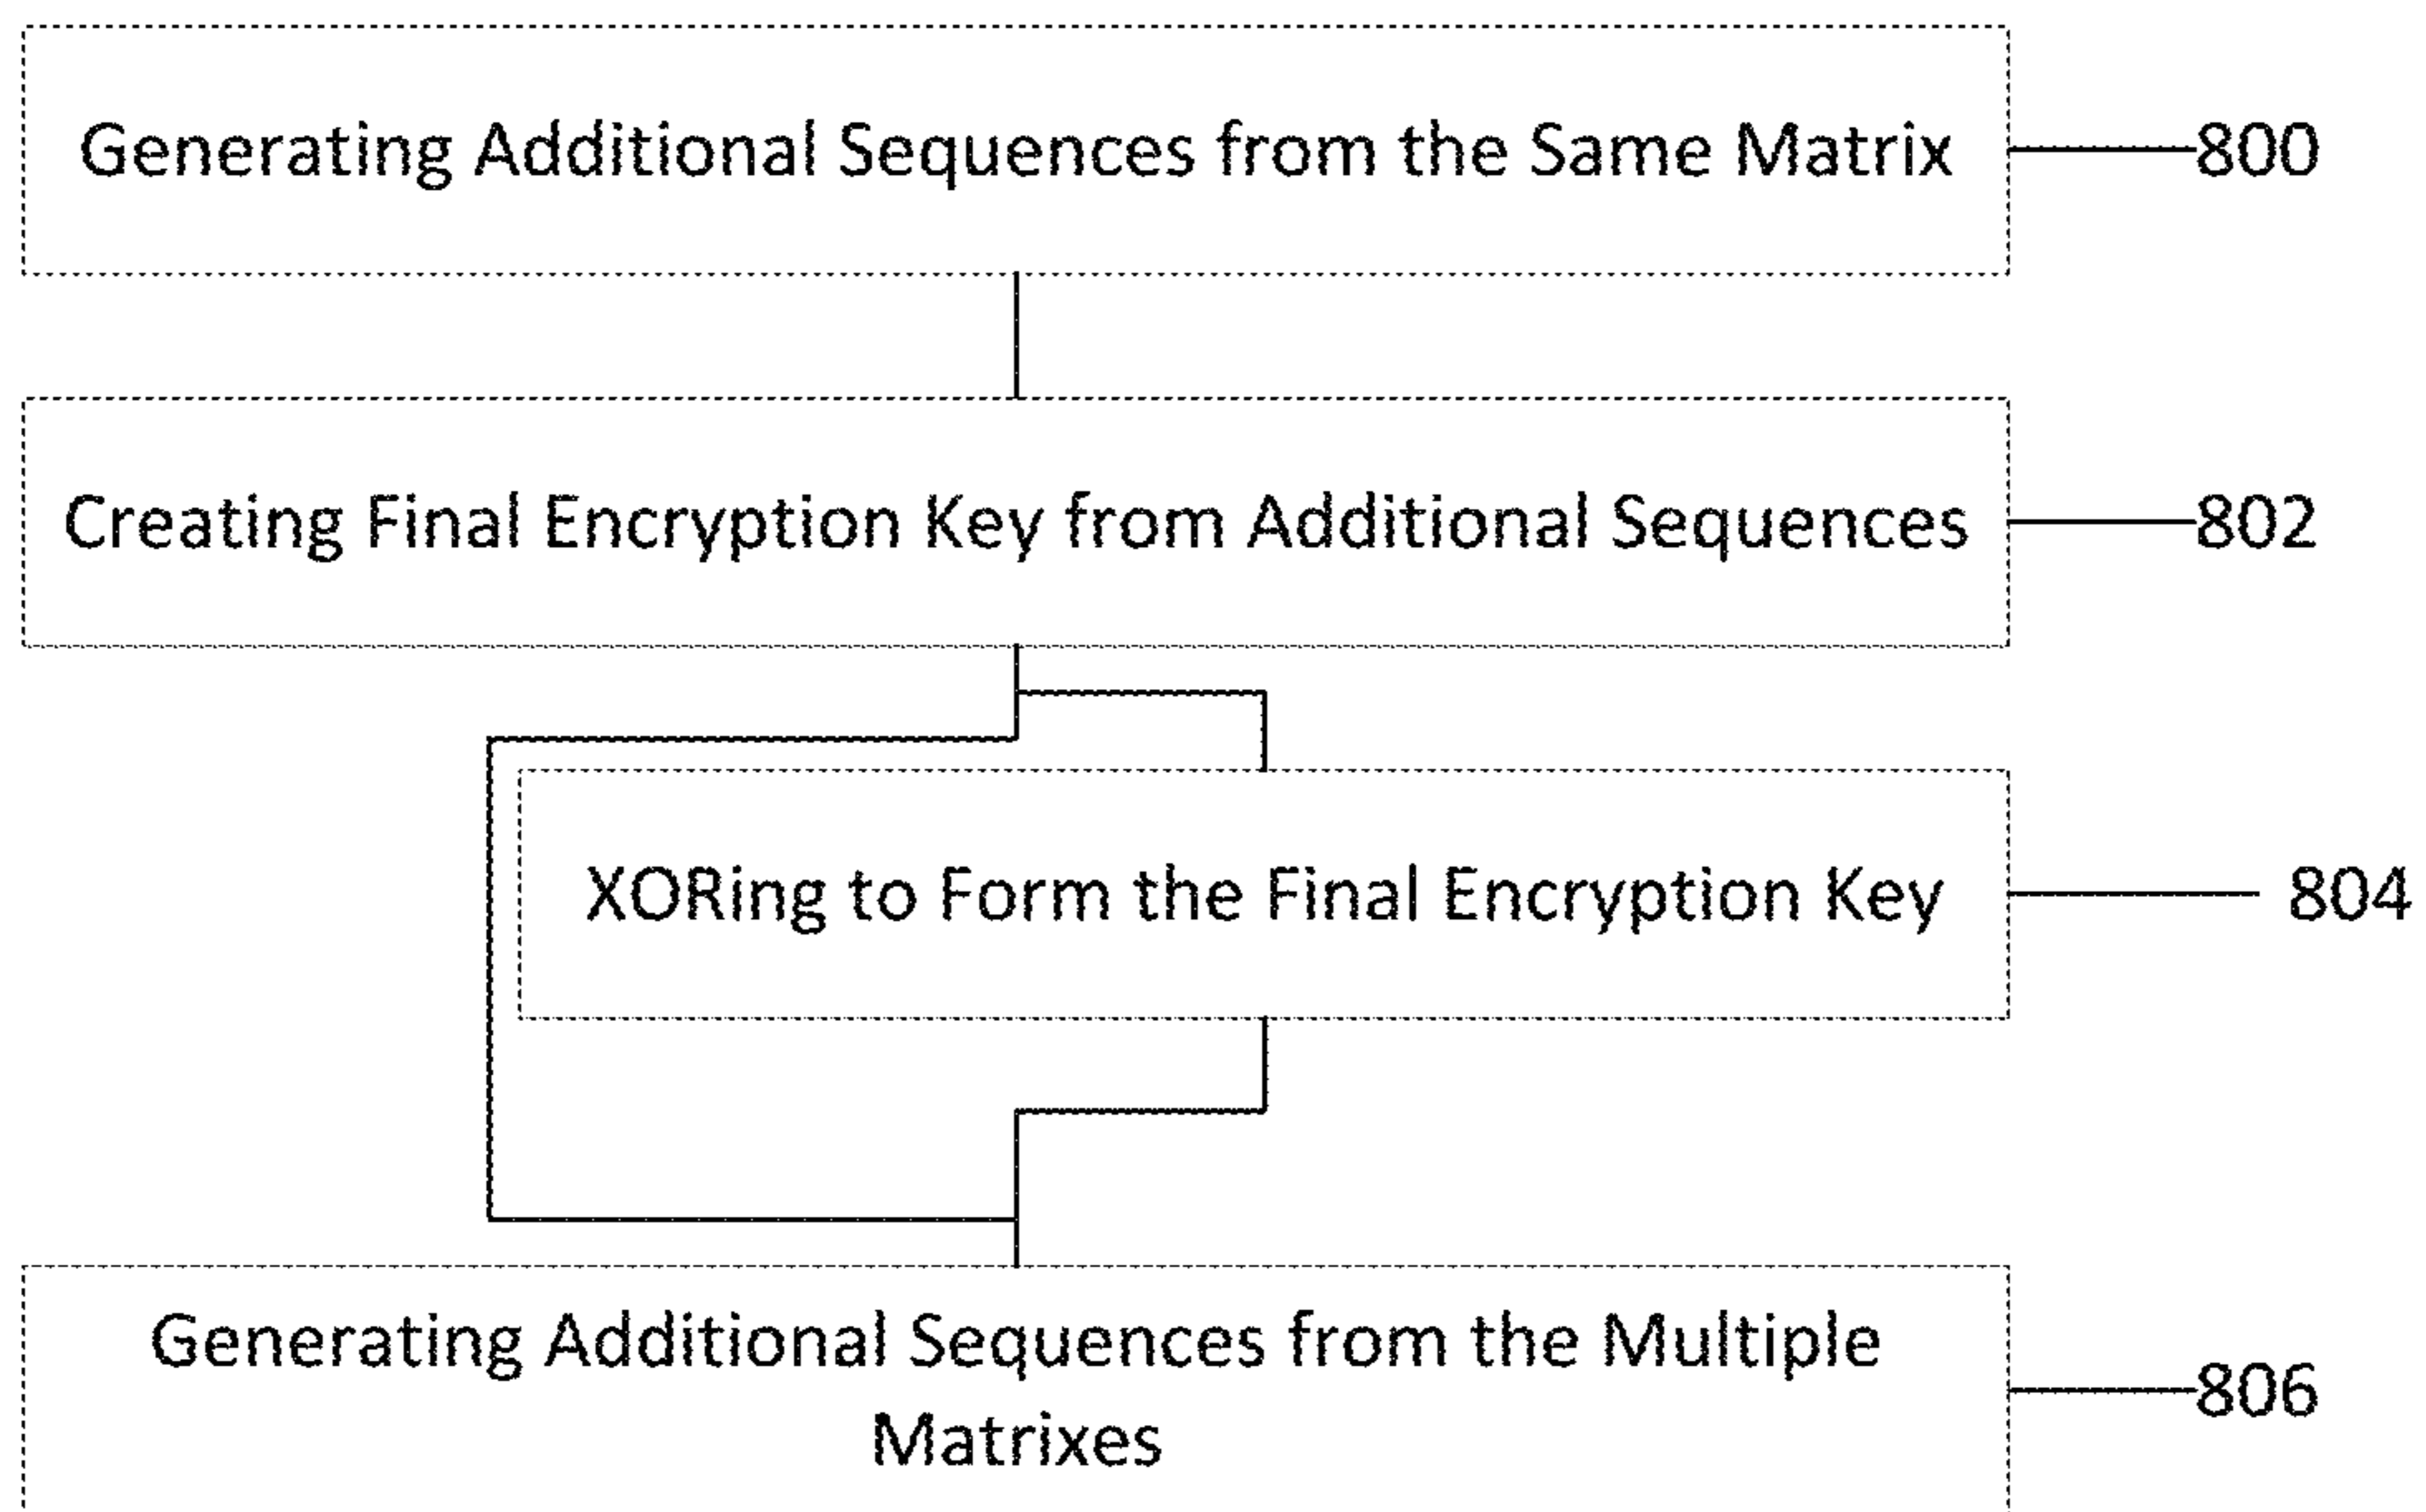 Generating Additional Sequences from the Same Matrix 800
Creating Final Encryption Key from Additional Sequences 802
XORing to Form the Final Encryption Key 804
Generating Additional Sequences from the Multiple
Matrixes
806